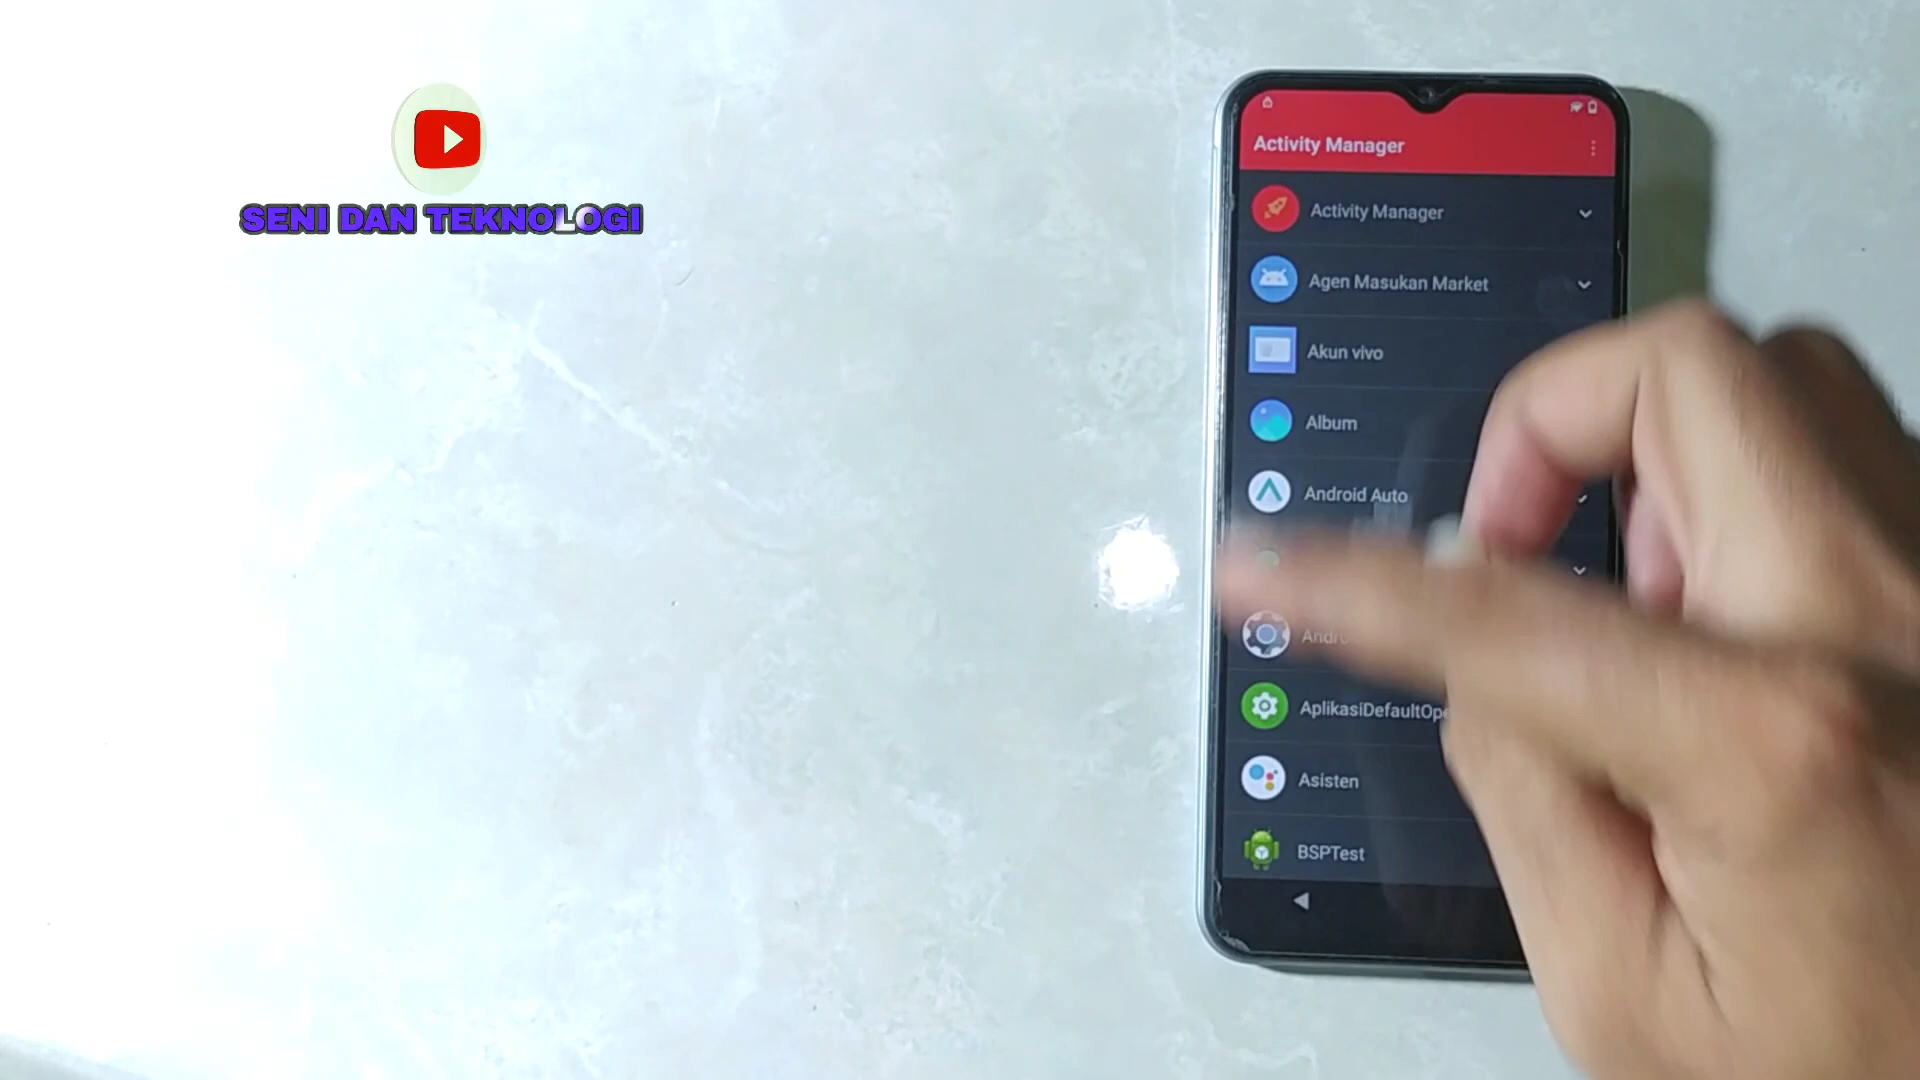 SENI DAN TEKNOLOGI
Activity Manager
Activity Manager
Agen Masukan Market
Akun vivo
Album
Android Auto
Asisten
BSPTest